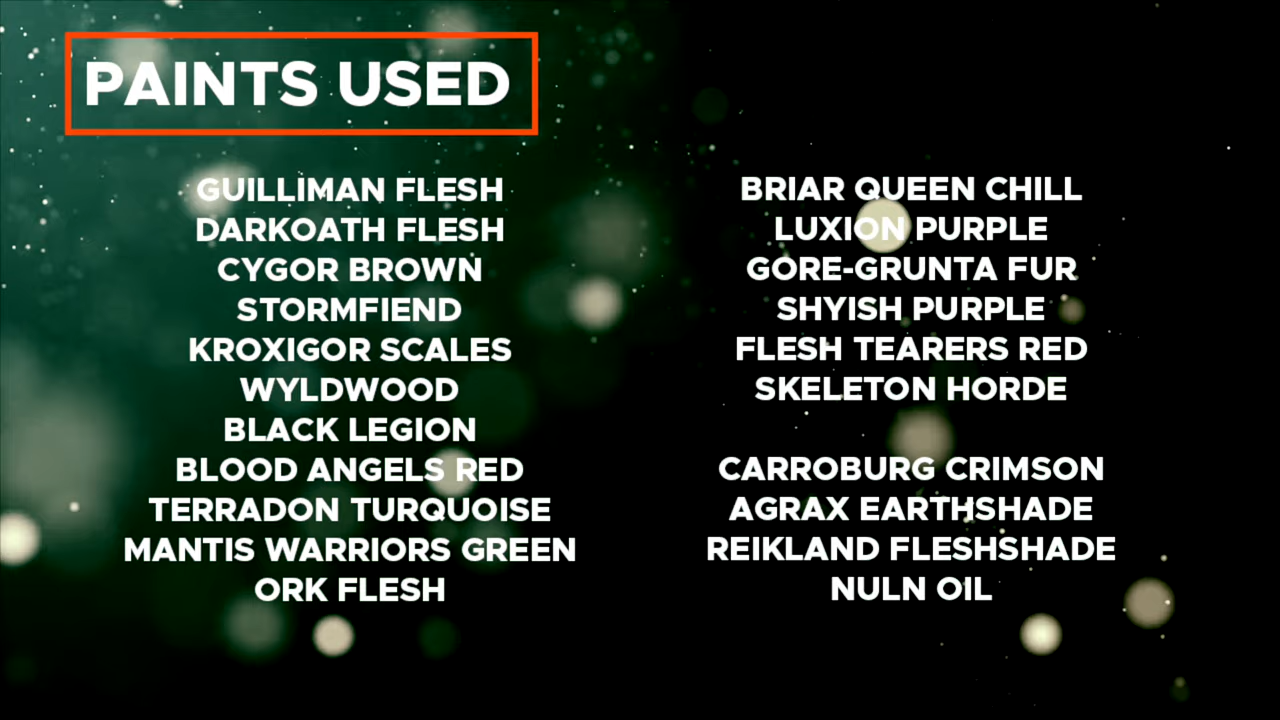 PAINTS USED
GUILLIMAN FLESH
DARKOATH FLESH
CYGOR BROWN
STORMFIEND
KROXIGOR SCALES
WYLDWOOD
BLACK LEGION
BLOOD ANGELS RED
TERRADON TURQUOISE
MANTIS WARRIORS GREEN
ORK FLESH
BRIAR QUEEN CHILL
LUXION PURPLE
GORE-GRUNTA FUR
SHYISH PURPLE
FLESH TEARERS RED
SKELETON HORDE
CARROBURG CRIMSON
AGRAX EARTHSHADE
REIKLAND FLESHSHADE
NULN OIL